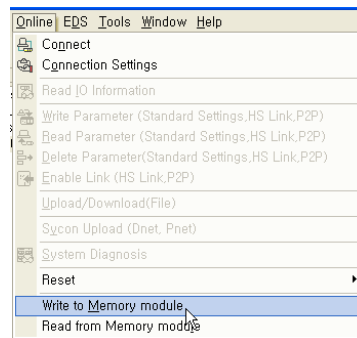 Online EDS Tools Window Help
Connect
Connection Settings
Read IO Information
Write Parameter (Standard Settings,HS Link,P2P)
Read Parameter (Standard Settings,HS Link,P2P)
Delete Parameter(Standard Settings,HS Link,P2P)
Enable Link (HS Link,P2P)
Upload/Download(File)
Sycon Upload (Dnet, Pnet)
System Diagnosis
Reset
Write to Memory module
Read from Memory module